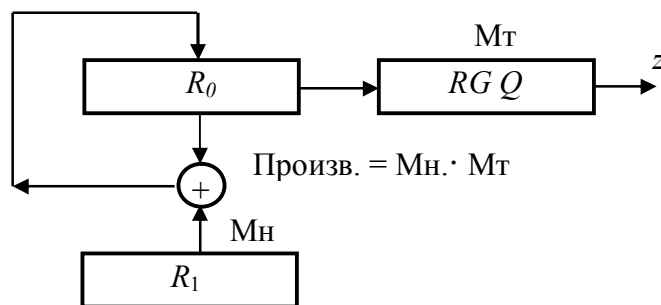 Мт
R₀
RG Q
z
+
Произв. = Мн.· Мт
Мн
R₁